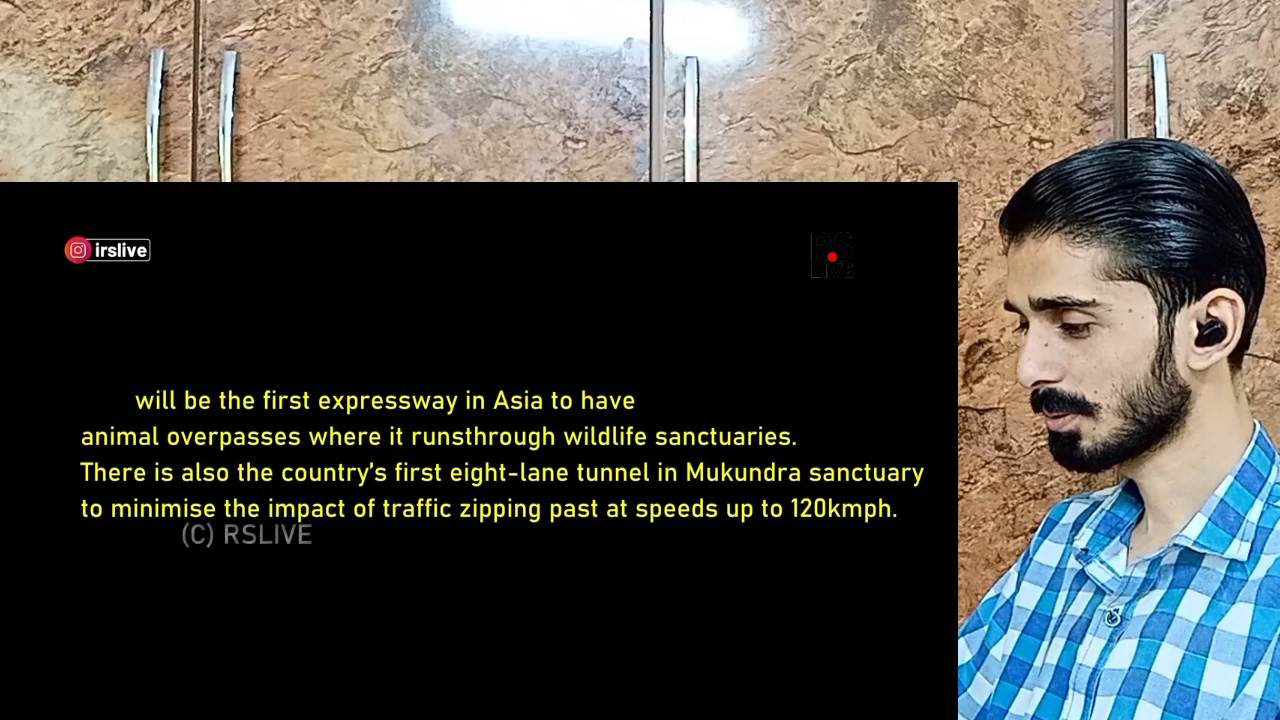 irslive
RS
LIVE
will be the first expressway in Asia to have
animal overpasses where it runsthrough wildlife sanctuaries.
There is also the country's first eight-lane tunnel in Mukundra sanctuary
to minimise the impact of traffic zipping past at speeds up to 120kmph.
(C) RSLIVE